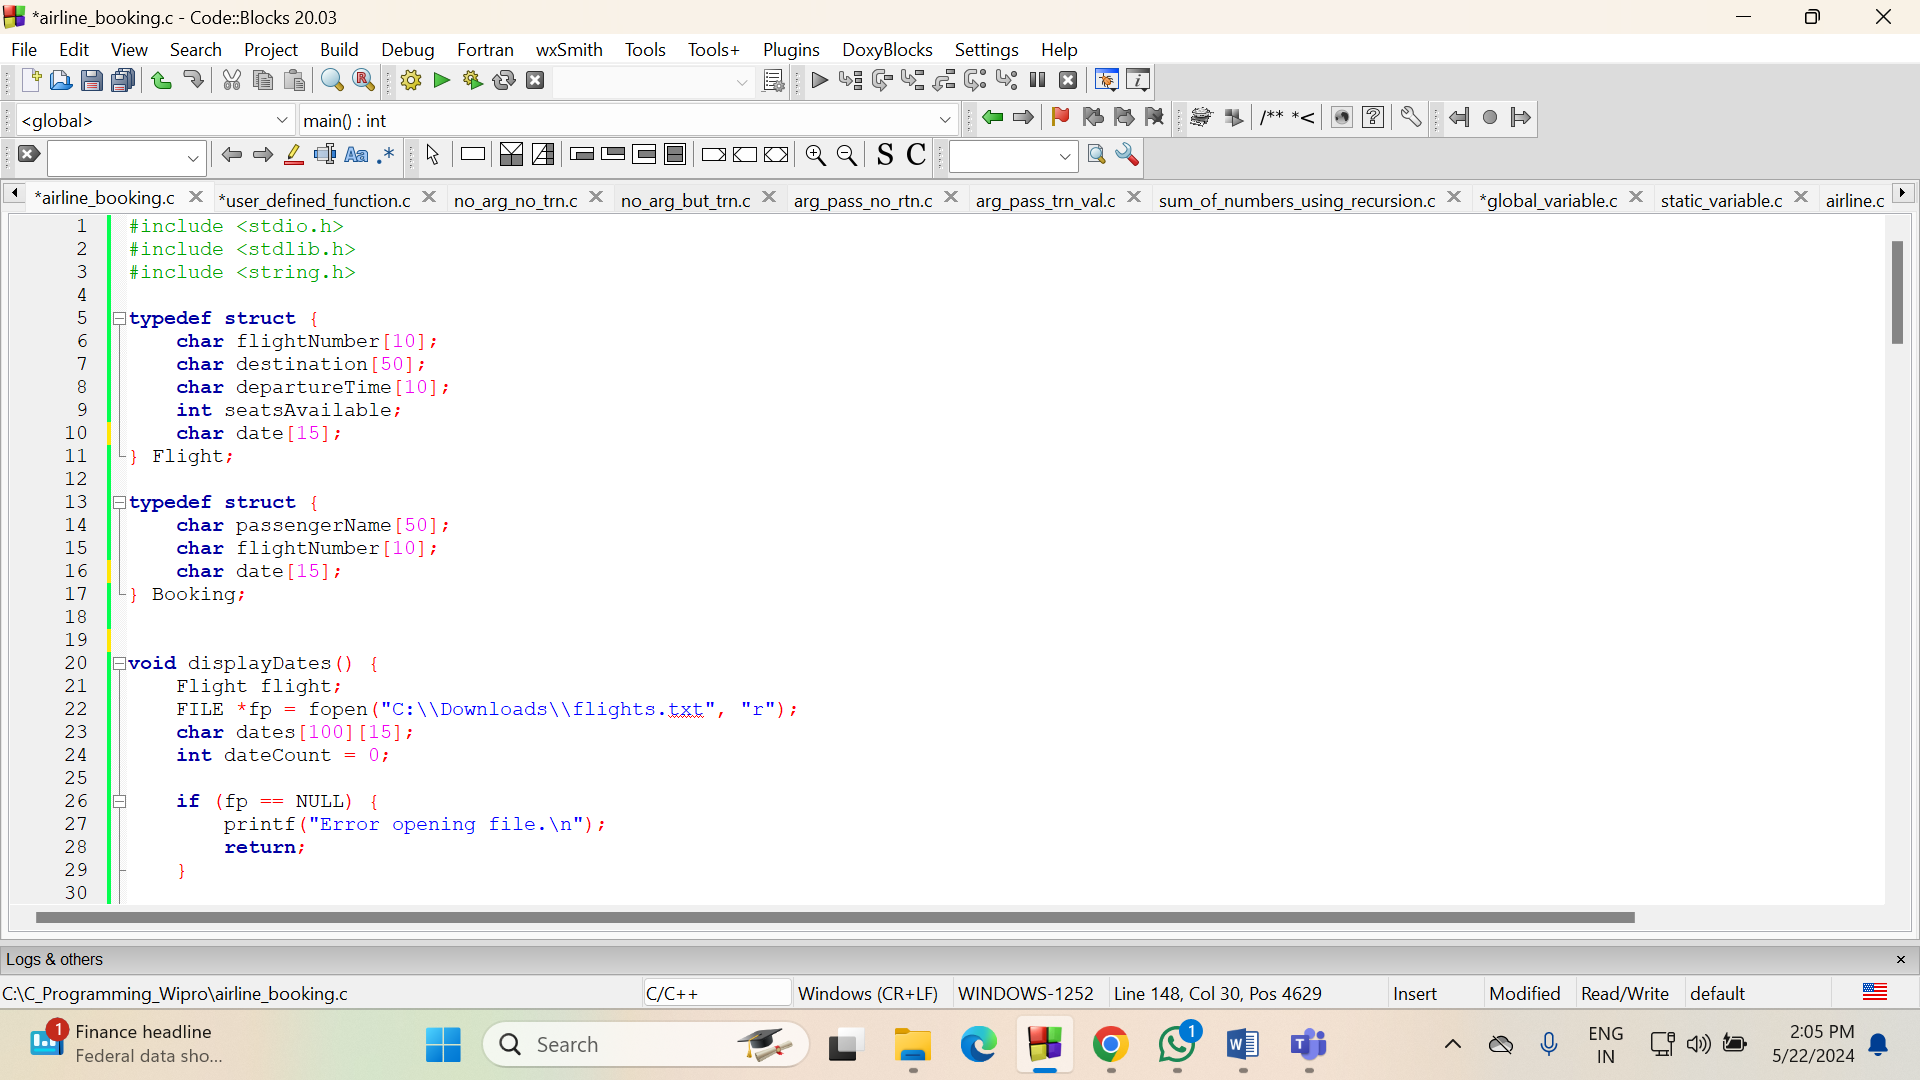 *airline_booking.c - Code::Blocks 20.03
File Edit View Search Project Build Debug Fortran wxSmith Tools Tools+ Plugins DoxyBlocks Settings Help
<global> main() : int
/** *<
Aa .* S C
*airline_booking.c *user_defined_function.c no_arg_no_trn.c no_arg_but_trn.c arg_pass_no_rtn.c arg_pass_trn_val.c sum_of_numbers_using_recursion.c *global_variable.c static_variable.c airline.c
1 #include <stdio.h>
2 #include <stdlib.h>
3 #include <string.h>
4
5 typedef struct {
6 char flightNumber[10];
7 char destination[50];
8 char departureTime[10];
9 int seatsAvailable;
10 char date[15];
11 } Flight;
12
13 typedef struct {
14 char passengerName[50];
15 char flightNumber[10];
16 char date[15];
17 } Booking;
18
19
20 void displayDates() {
21 Flight flight;
22 FILE *fp = fopen("C:\\Downloads\\flights.txt", "r");
23 char dates[100][15];
24 int dateCount = 0;
25
26 if (fp == NULL) {
27 printf("Error opening file.\n");
28 return;
29 }
30
Logs & others
C:\C_Programming_Wipro\airline_booking.c C/C++ Windows (CR+LF) WINDOWS-1252 Line 148, Col 30, Pos 4629 Insert Modified Read/Write default
1 Finance headline
Federal data sho...
Search
1
ENG
IN
2:05 PM
5/22/2024